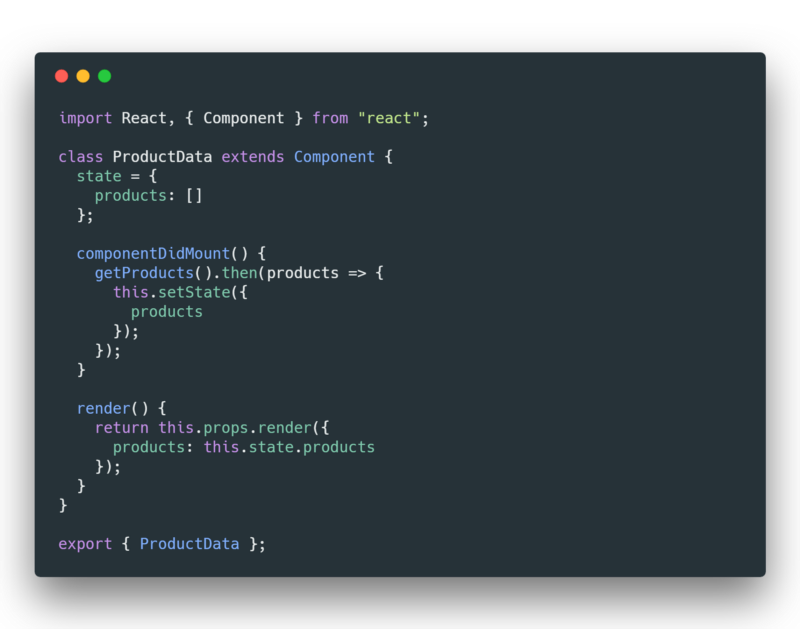 import React, { Component } from "react";
class ProductData extends Component {
  state = {
    products: []
  };
  componentDidMount() {
    getProducts().then(products => {
      this.setState({
        products
      });
    });
  }
  render() {
    return this.props.render({
      products: this.state.products
    });
  }
}
export { ProductData };